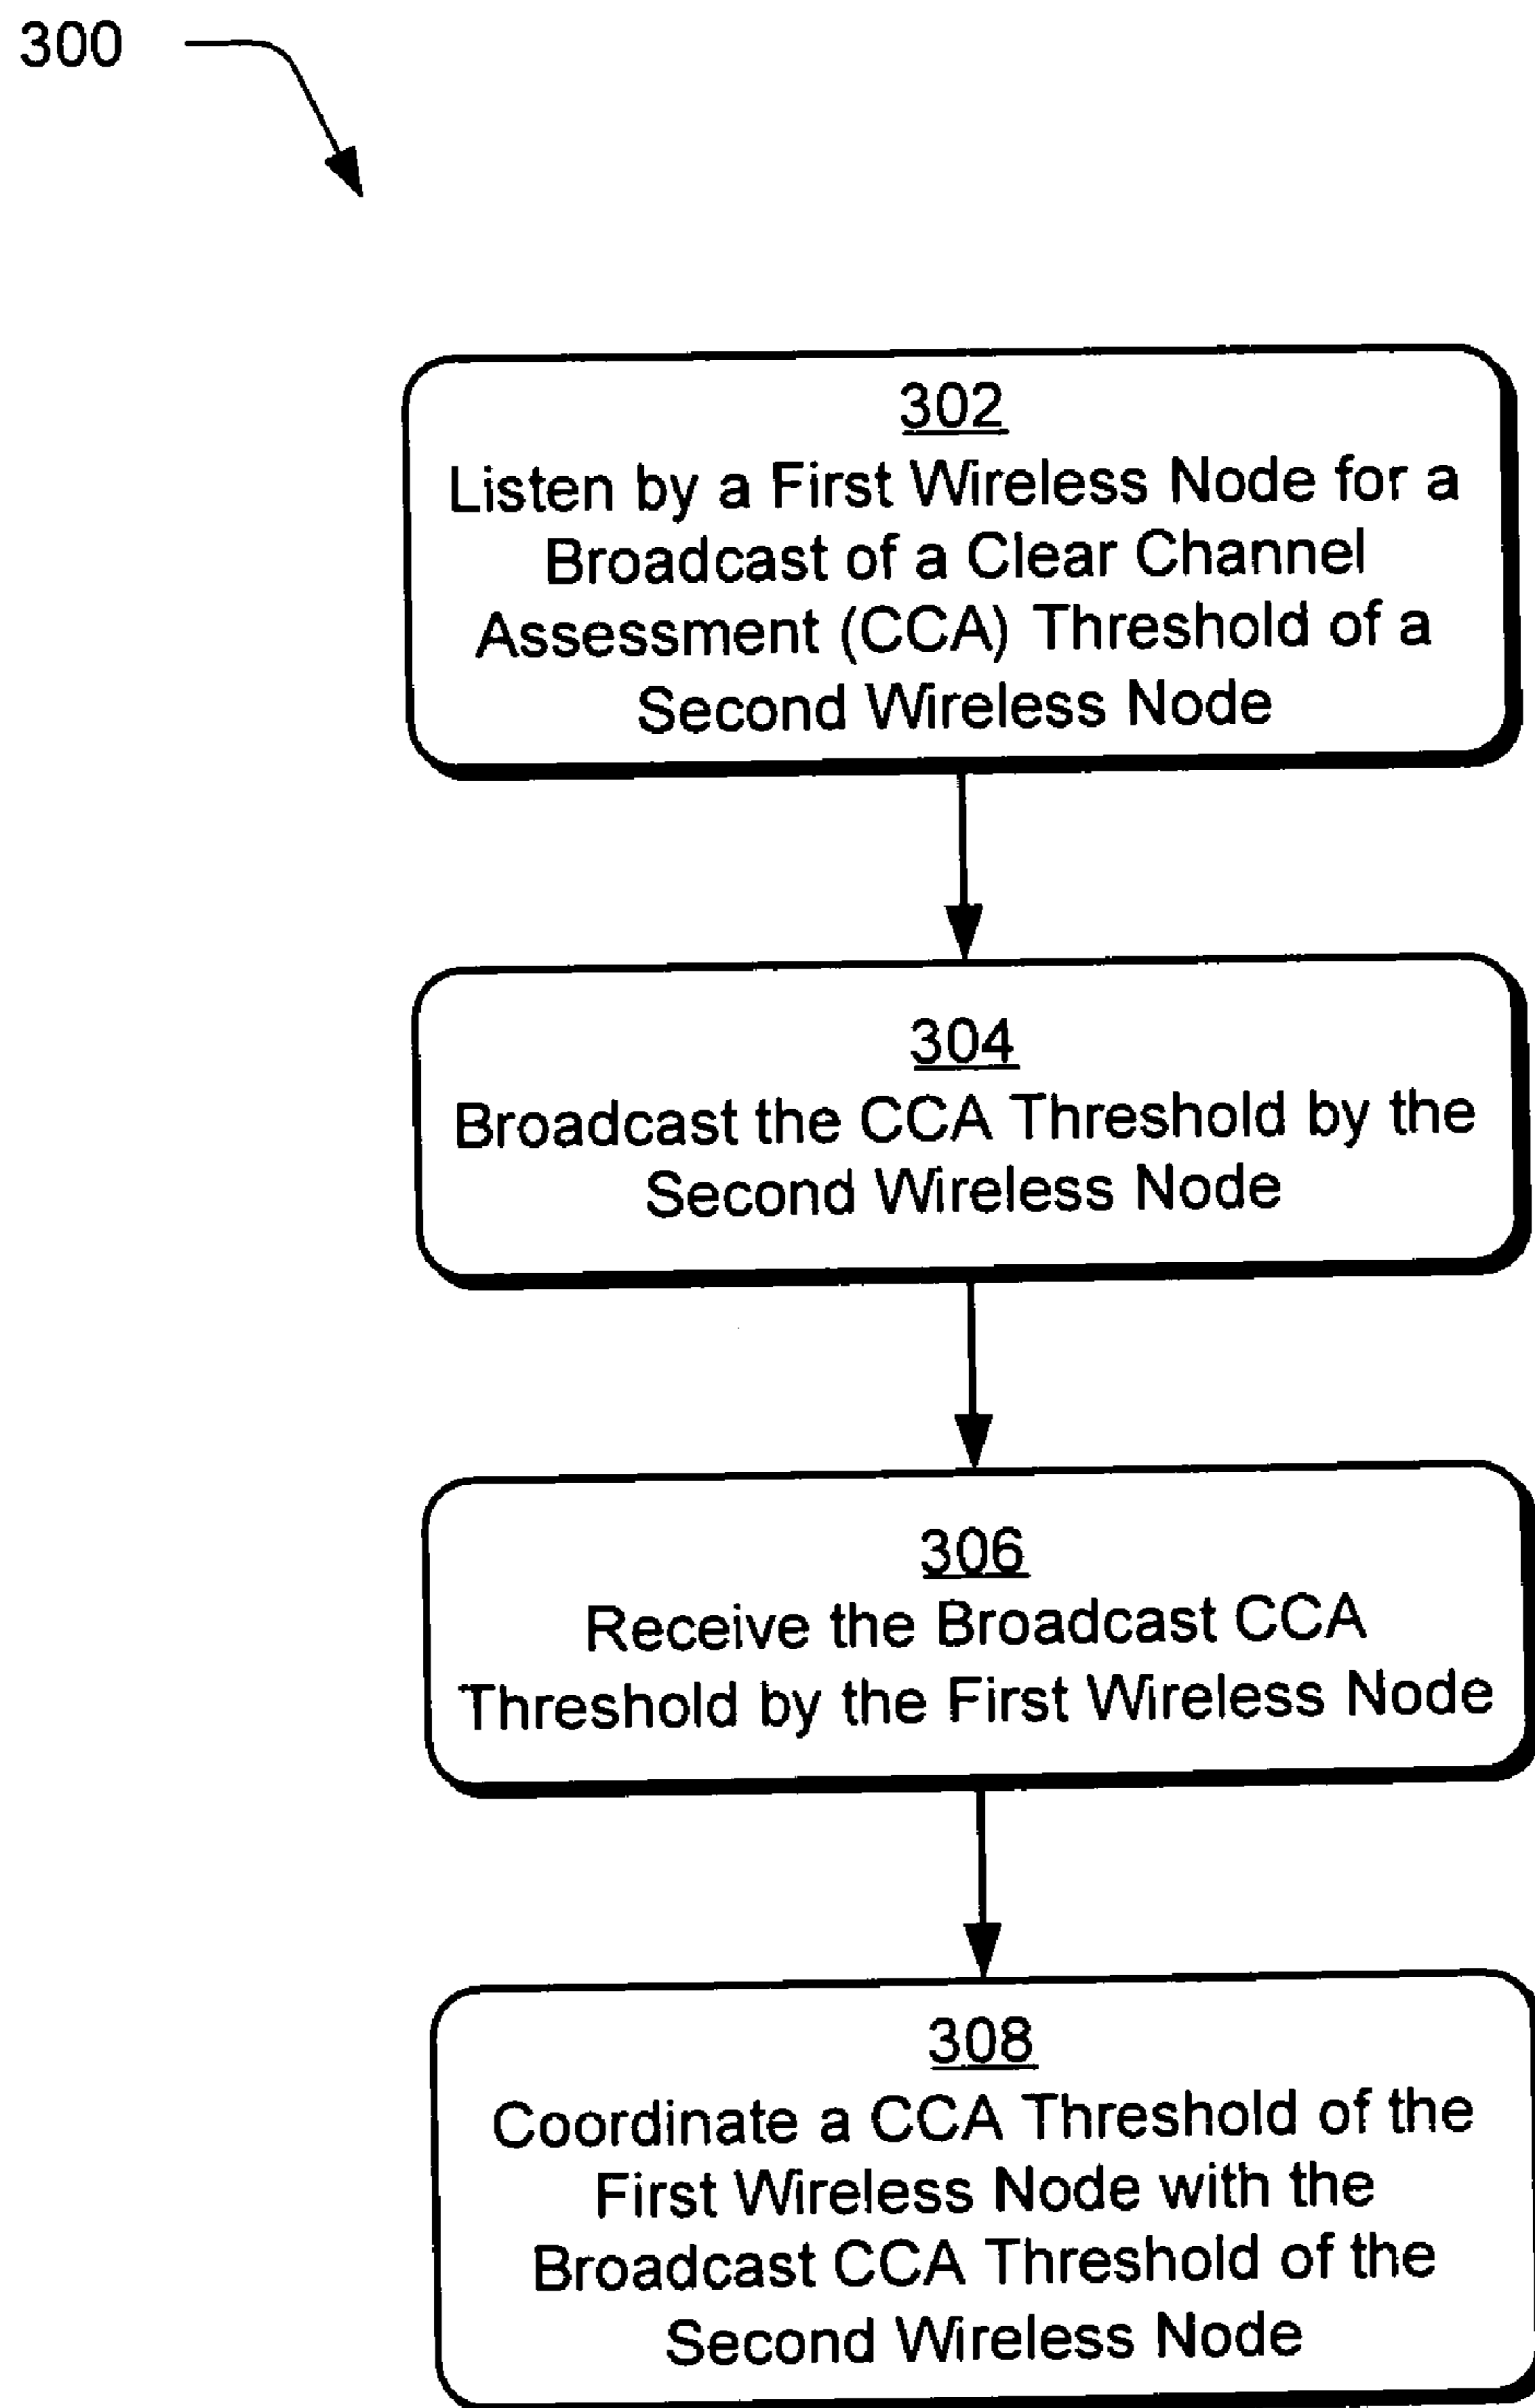 300
302
Listen by a First Wireless Node for a
Broadcast of a Clear Channel
Assessment (CCA) Threshold of a
Second Wireless Node
304
Broadcast the CCA Threshold by the
Second Wireless Node
306
Receive the Broadcast CCA
Threshold by the First Wireless Node
308
Coordinate a CCA Threshold of the
First Wireless Node with the
Broadcast CCA Threshold of the
Second Wireless Node